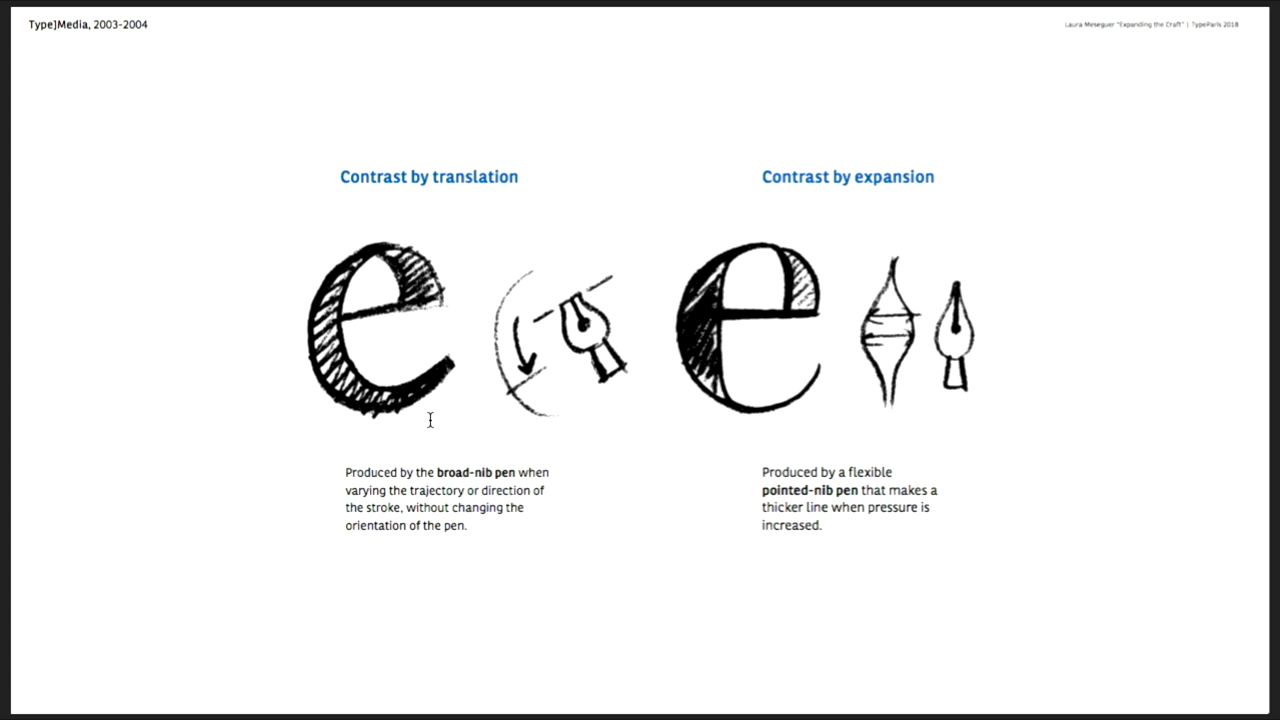 Type]Media, 2003-2004
Laura Meseguer "Expanding the Craft" | TypeParis 2018
Contrast by translation
Contrast by expansion
Produced by the broad-nib pen when
varying the trajectory or direction of
the stroke, without changing the
orientation of the pen.
Produced by a flexible
pointed-nib pen that makes a
thicker line when pressure is
increased.
e
e